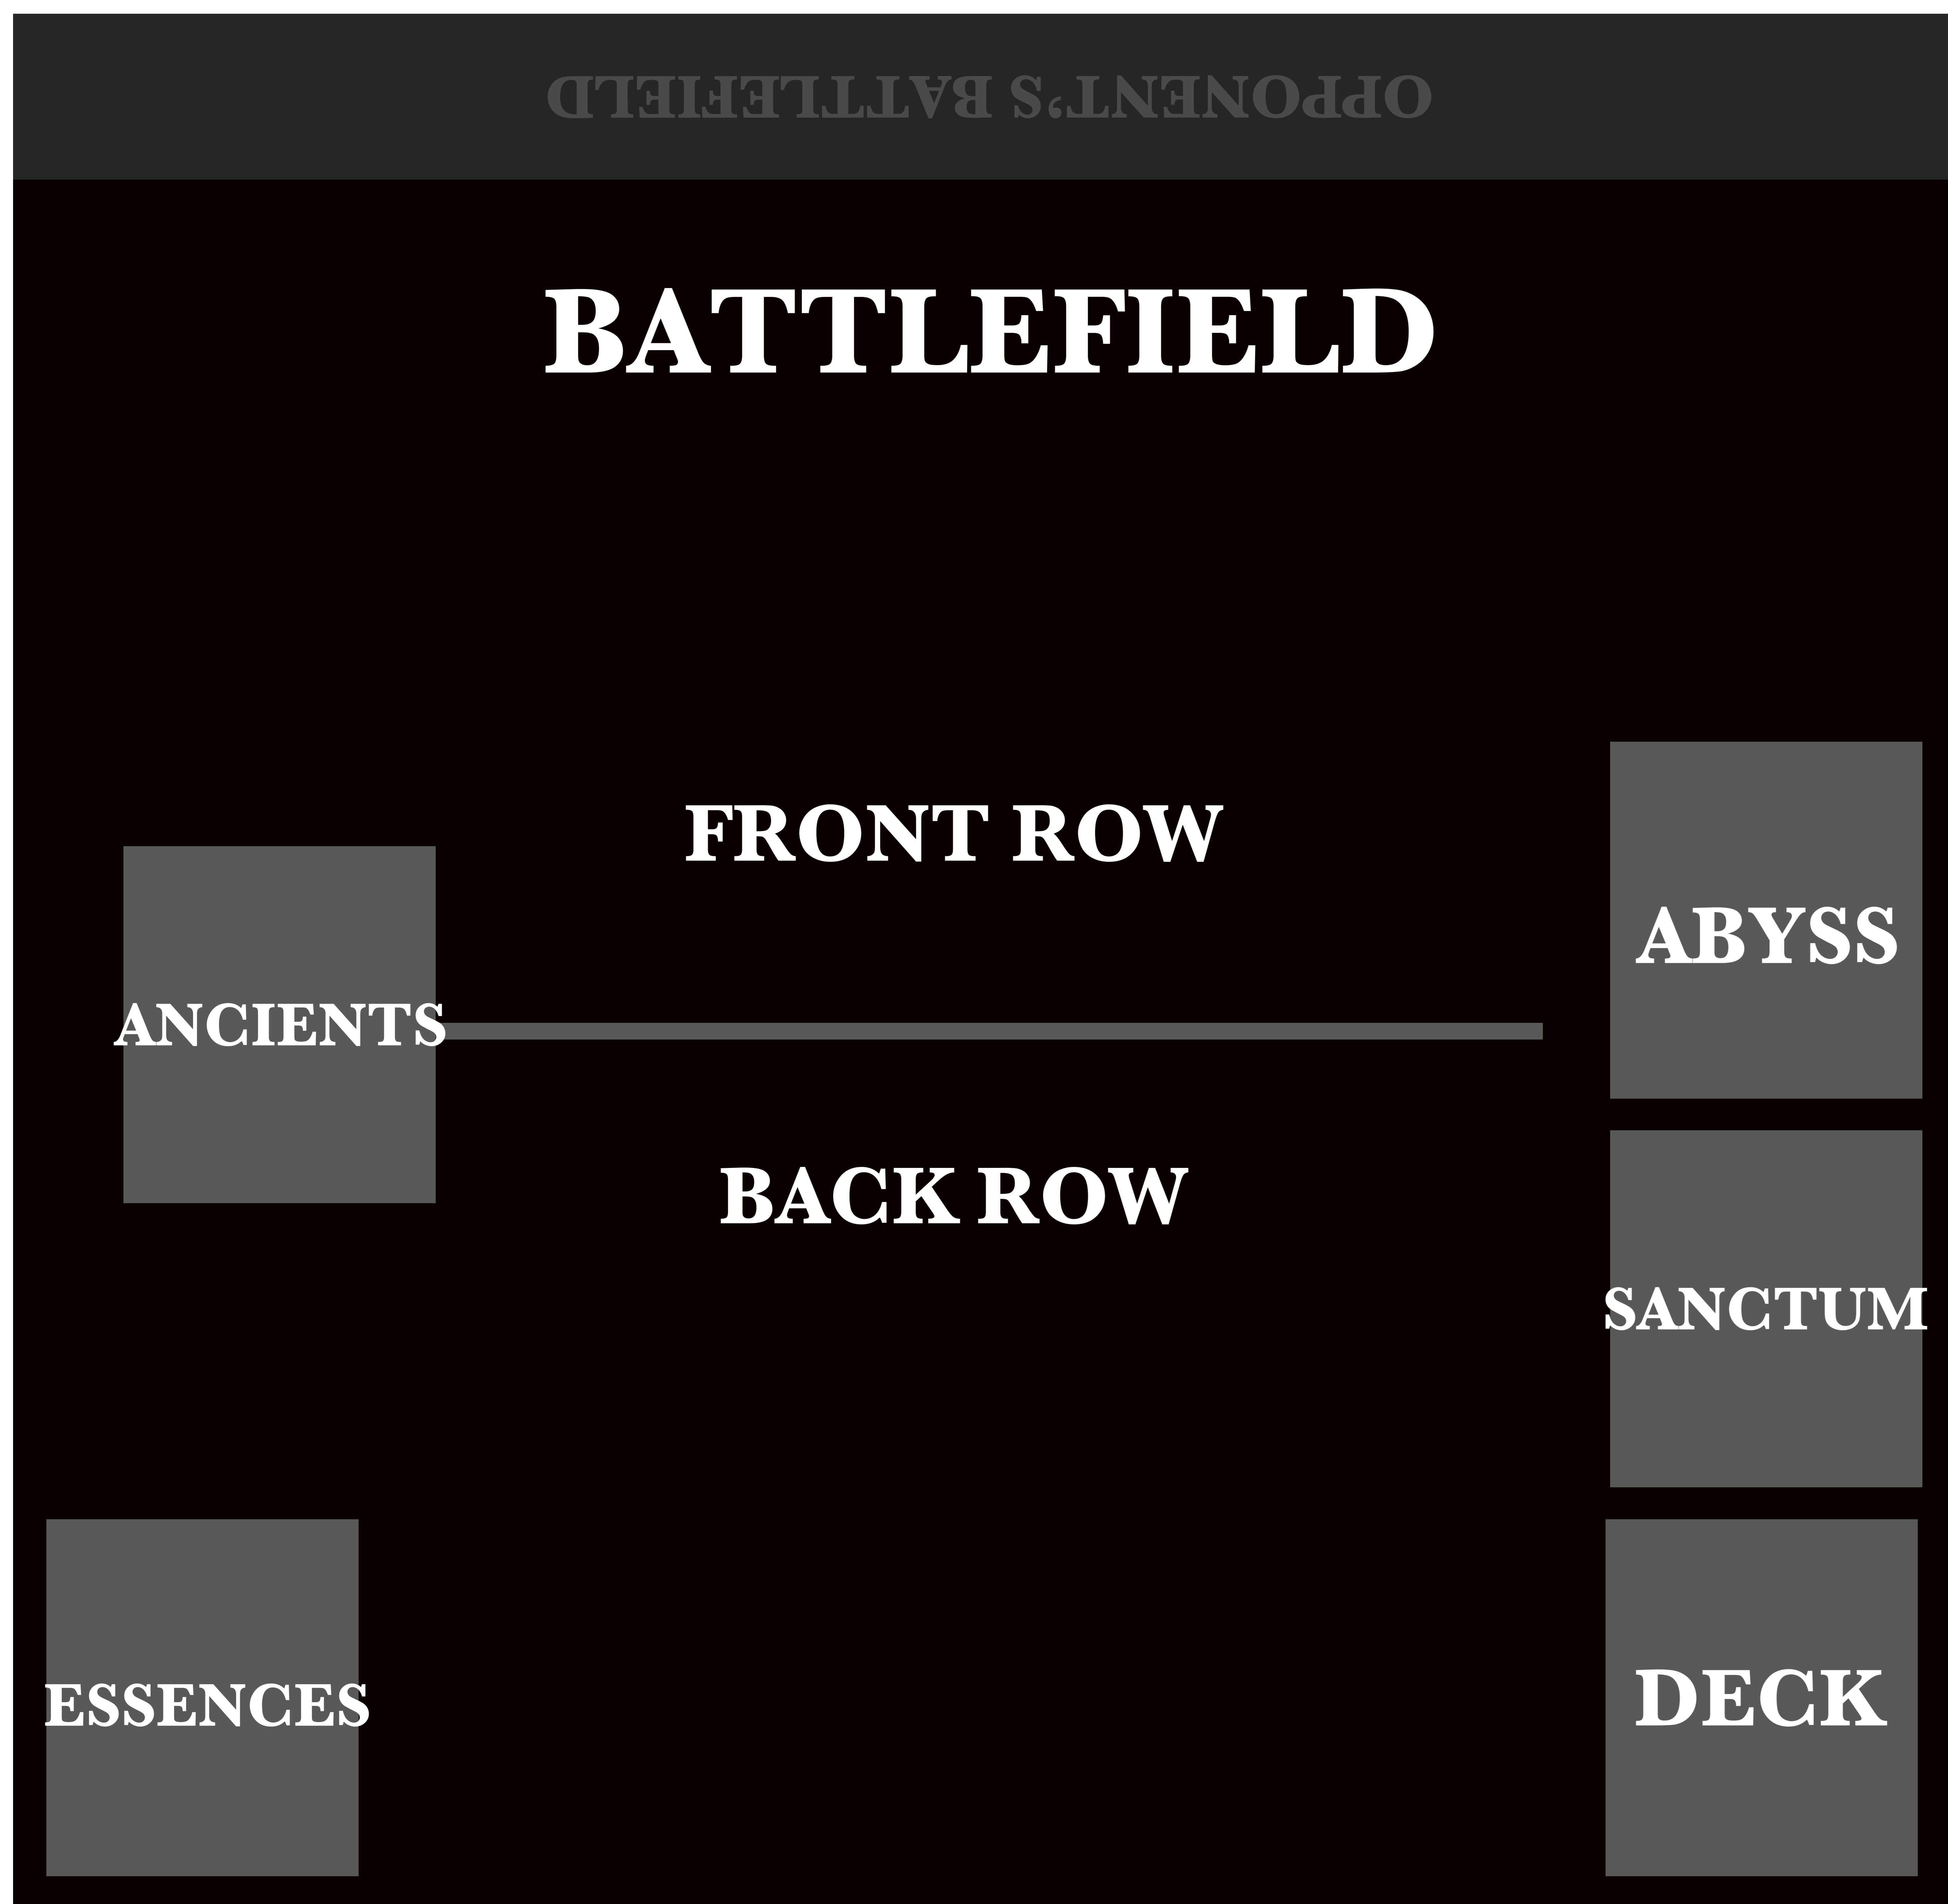 OPPONENT'S BATTLEFIELD
BATTLEFIELD
FRONT ROW
ABYSS
ANCIENTS
BACK ROW
SANCTUM
ESSENCES
DECK